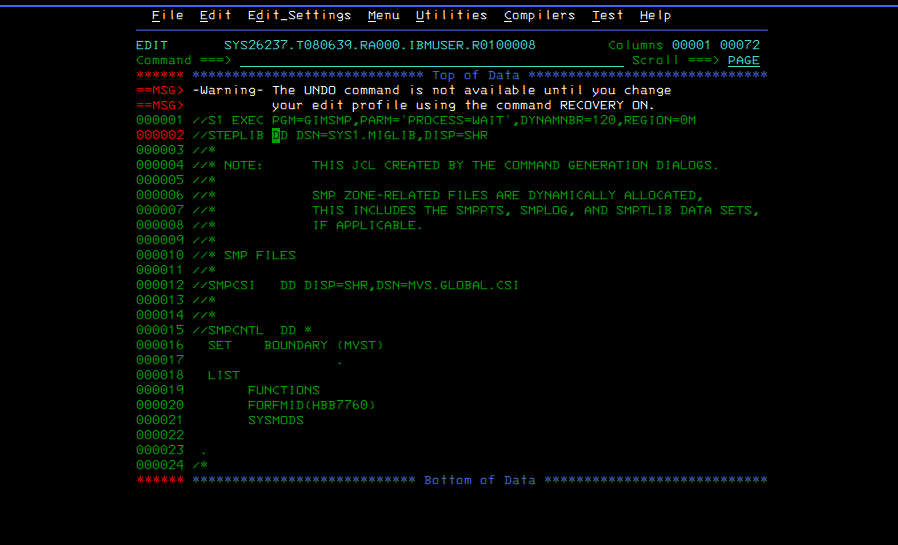 File  Edit  Edit_Settings  Menu  Utilities  Compilers  Test  Help
EDIT       SYS26237.T080639.RA000.IBMUSER.R0100008         Columns 00001 00072
Command ===>                                                  Scroll ===> PAGE
****** ***************************** Top of Data ******************************
==MSG> -Warning- The UNDO command is not available until you change
==MSG>           your edit profile using the command RECOVERY ON.
000001 //S1 EXEC PGM=GIMSMP,PARM='PROCESS=WAIT',DYNAMNBR=120,REGION=0M
000002 //STEPLIB DD DSN=SYS1.MIGLIB,DISP=SHR
000003 //*
000004 //* NOTE:      THIS JCL CREATED BY THE COMMAND GENERATION DIALOGS.
000005 //*
000006 //*            SMP ZONE-RELATED FILES ARE DYNAMICALLY ALLOCATED,
000007 //*            THIS INCLUDES THE SMPPTS, SMPLOG, AND SMPTLIB DATA SETS,
000008 //*            IF APPLICABLE.
000009 //*
000010 //* SMP FILES
000011 //*
000012 //SMPCSI   DD DISP=SHR,DSN=MVS.GLOBAL.CSI
000013 //*
000014 //*
000015 //SMPCNTL  DD *
000016   SET    BOUNDARY (MVST)
000017                   .
000018   LIST
000019        FUNCTIONS
000020        FORFMID(HBB7760)
000021        SYSMODS
000022
000023  .
000024 /*
****** **************************** Bottom of Data ****************************